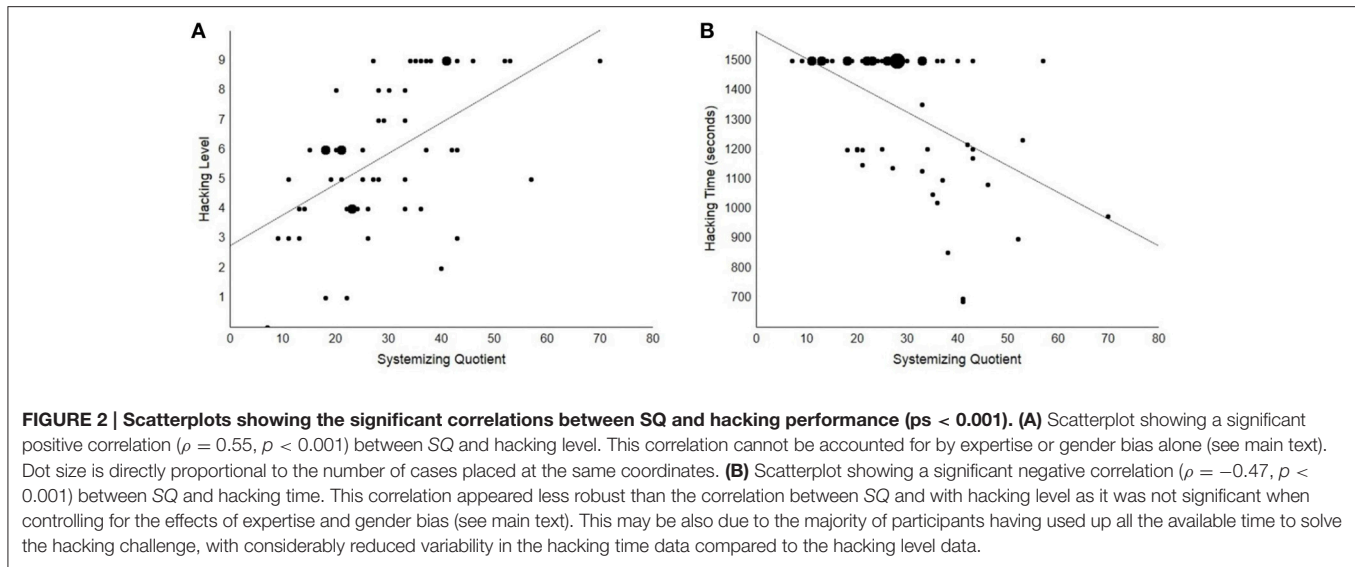 A
Hacking Level
9
8
7
6
5
4
3
2
1
0 10 20 30 40 50 60 70 80
Systemizing Quotient
B
Hacking Time (seconds)
1500
1400
1300
1200
1100
1000
900
800
700
0 10 20 30 40 50 60 70 80
Systemizing Quotient
FIGURE 2 | Scatterplots showing the significant correlations between SQ and hacking performance (ps < 0.001). (A) Scatterplot showing a significant
positive correlation (ρ = 0.55, p < 0.001) between SQ and hacking level. This correlation cannot be accounted for by expertise or gender bias alone (see main text).
Dot size is directly proportional to the number of cases placed at the same coordinates. (B) Scatterplot showing a significant negative correlation (ρ = −0.47, p <
0.001) between SQ and hacking time. This correlation appeared less robust than the correlation between SQ and with hacking level as it was not significant when
controlling for the effects of expertise and gender bias (see main text). This may be also due to the majority of participants having used up all the available time to solve
the hacking challenge, with considerably reduced variability in the hacking time data compared to the hacking level data.